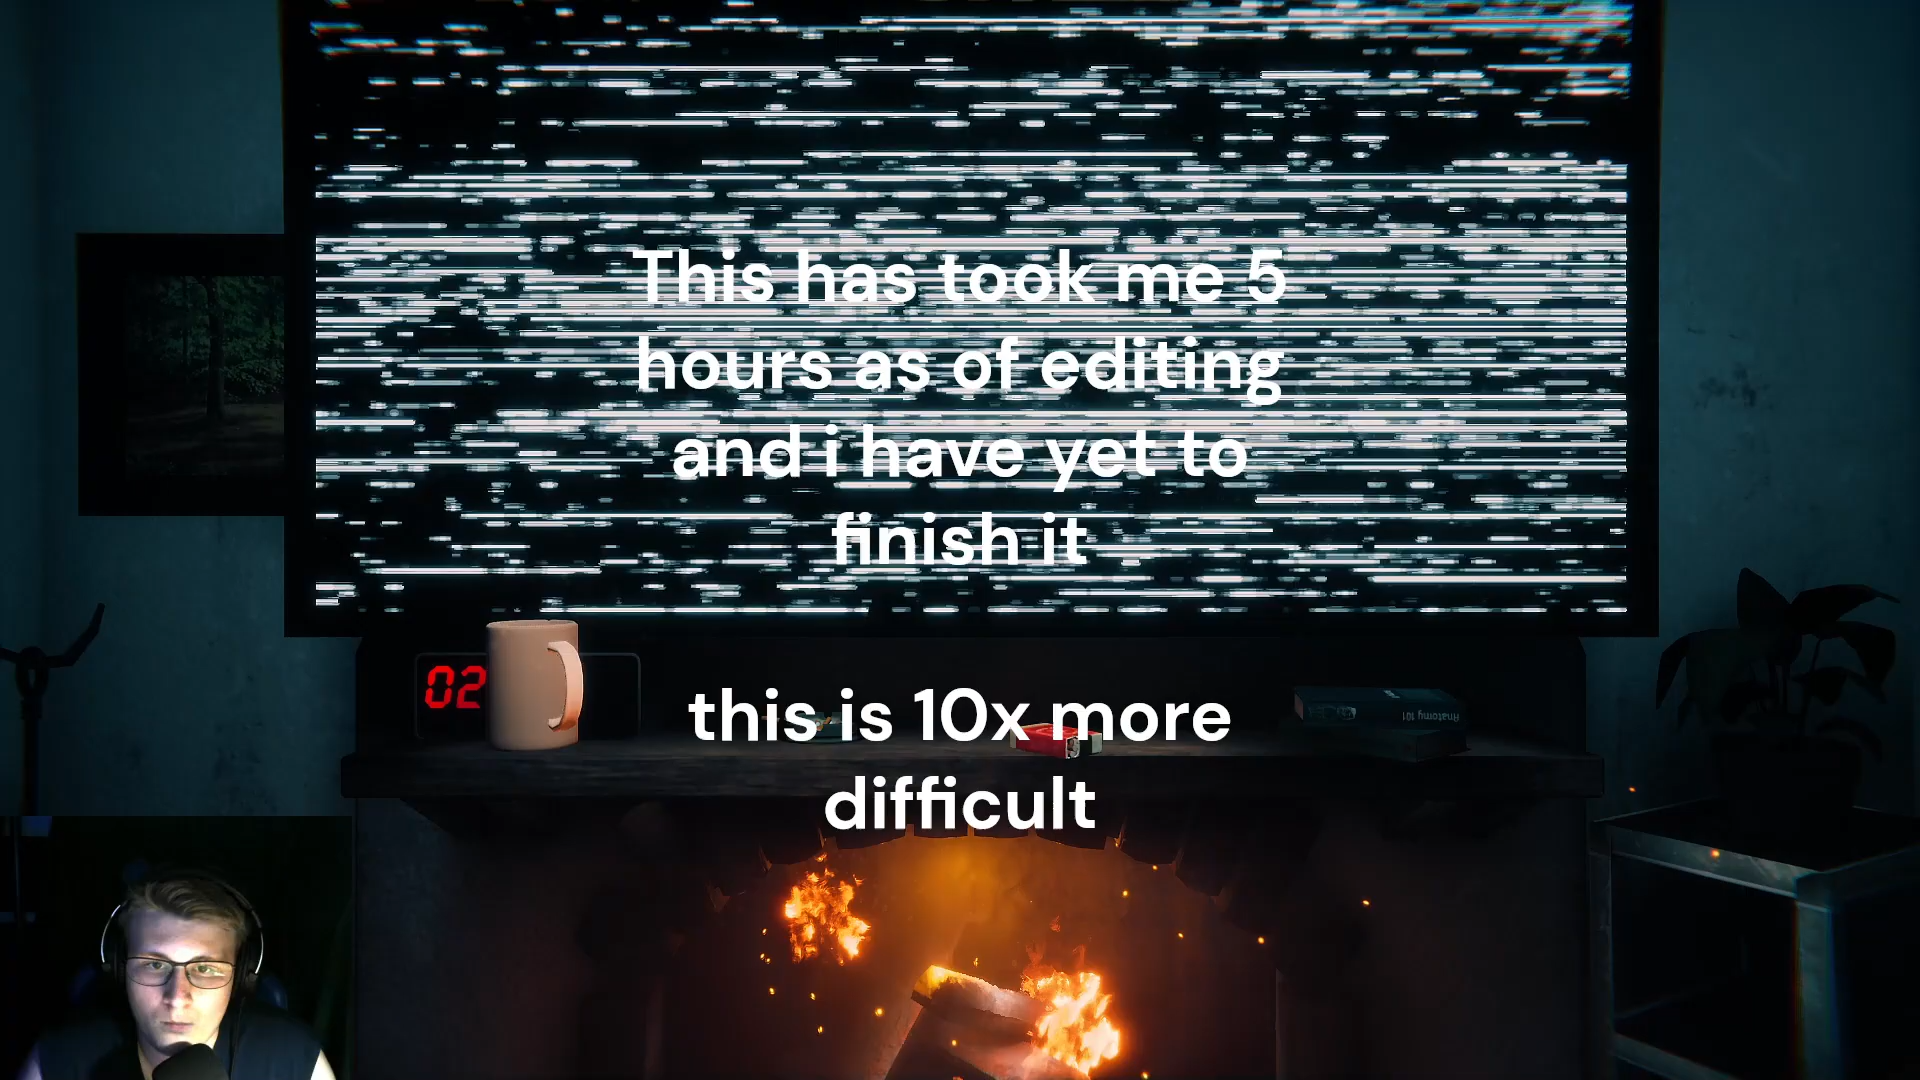 This has took me 5
hours as of editing
and i have yet to
finish it
02
this is 10x more
difficult
Anatomy 101